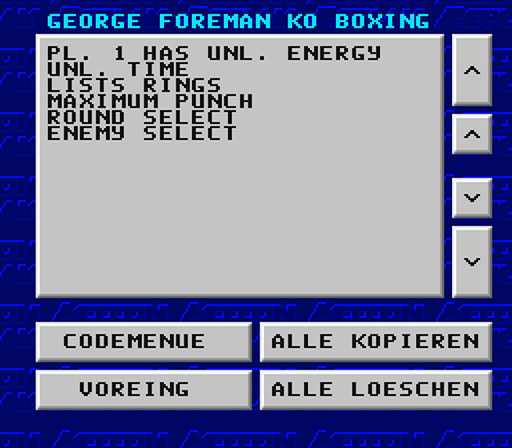 GEORGE FOREMAN KO BOXING
PL. 1 HAS UNL. ENERGY
UNL. TIME
LISTS RINGS
MAXIMUM PUNCH
ROUND SELECT
ENEMY SELECT
CODEMENUE
ALLE KOPIEREN
VOREING
ALLE LOESCHEN